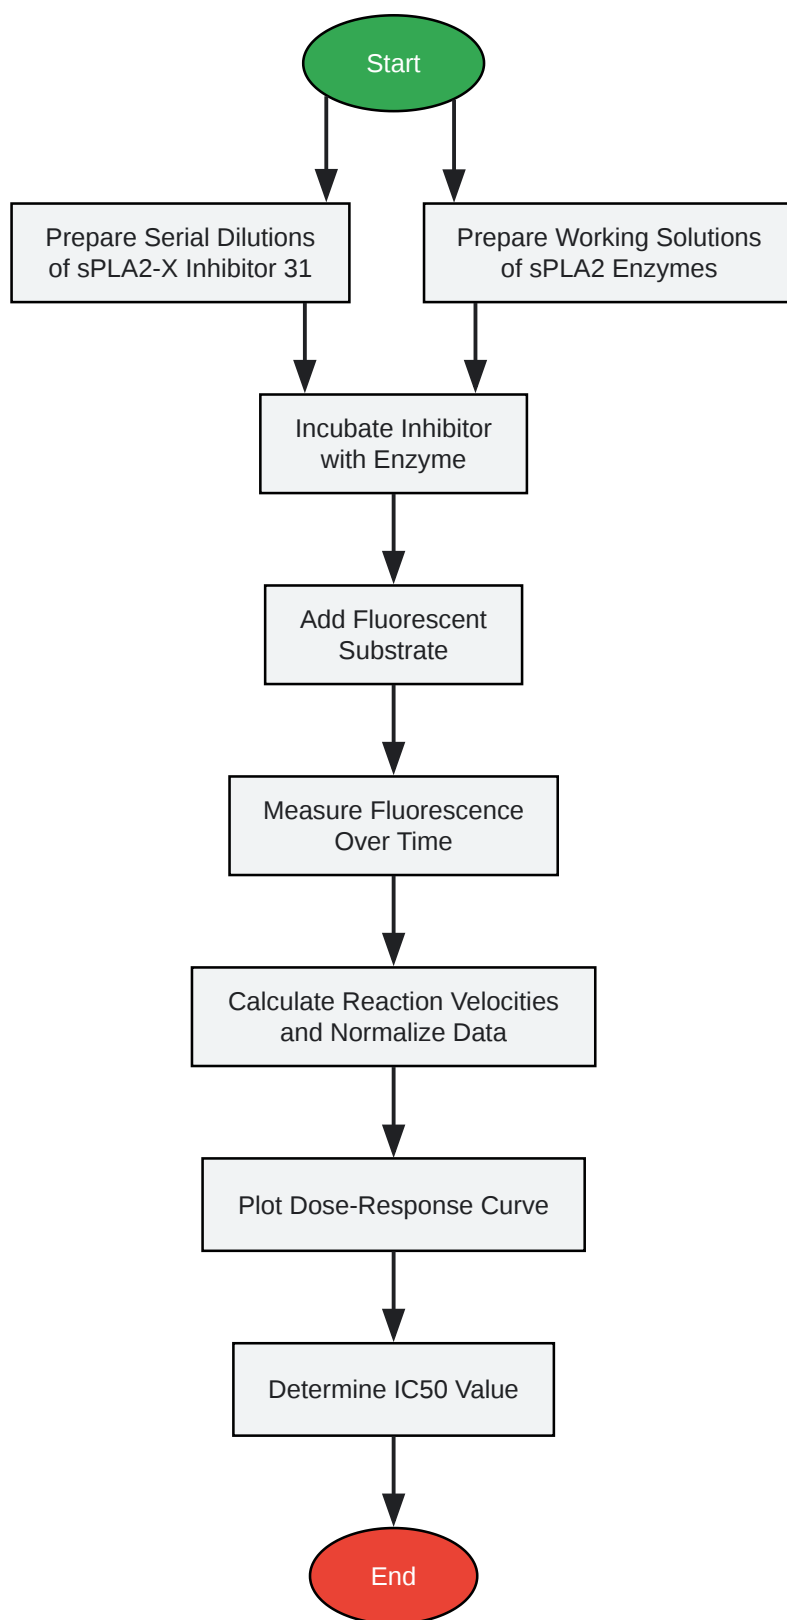 Start
Prepare Serial Dilutions
of sPLA2-X Inhibitor 31
Prepare Working Solutions
of sPLA2 Enzymes
Incubate Inhibitor
with Enzyme
Add Fluorescent
Substrate
Measure Fluorescence
Over Time
Calculate Reaction Velocities
and Normalize Data
Plot Dose-Response Curve
Determine IC50 Value
End